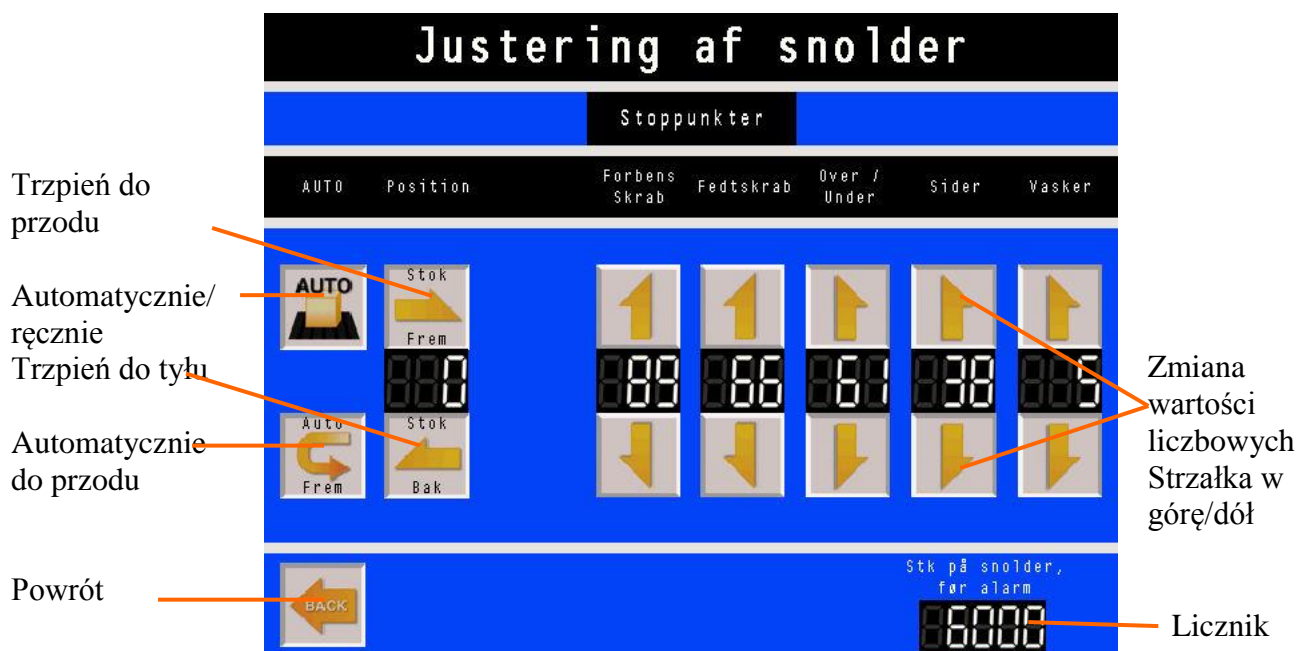 Justering af snolder
Stoppunkter
AUTO Position Forbens Skrab Fedtskrab Over / Under Sider Vasker
Trzpień do
przodu
Automatycznie/
ręcznie
Trzpień do tyłu
Automatycznie
do przodu
Powrót
AUTO
Stok
Frem
0
89
66
61
38
5
Auto
Frem
Stok
Bak
Zmiana
wartości
liczbowych
Strzałka w
górę/dół
BACK
Stk på snolder,
før alarm
6000
Licznik